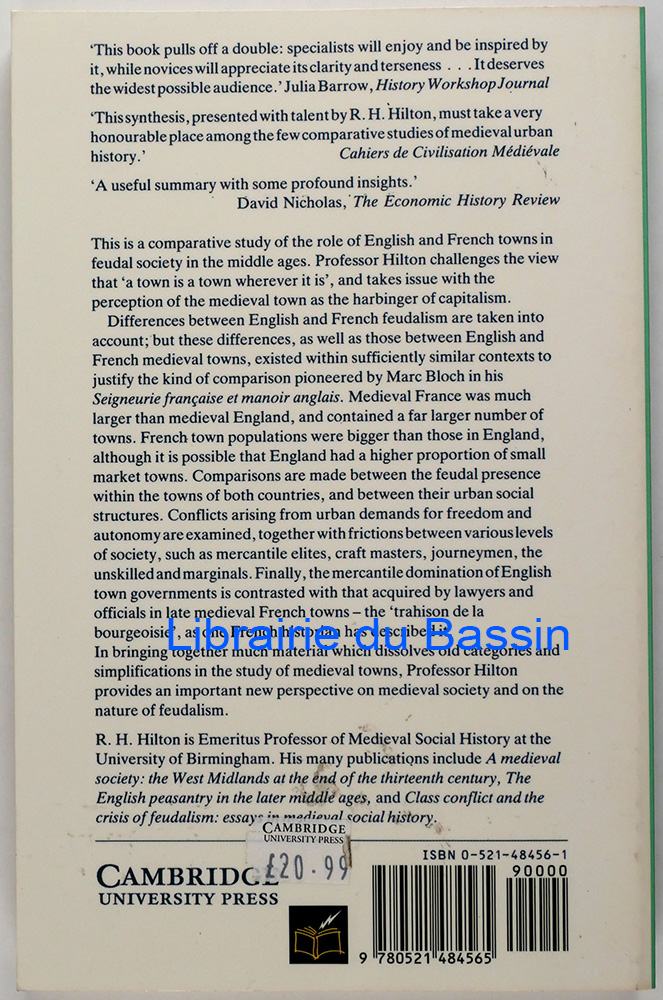 ‘This book pulls off a double: specialists will enjoy and be inspired by
it, while novices will appreciate its clarity and terseness . . . It deserves
the widest possible audience.’ Julia Barrow, History Workshop Journal
‘This synthesis, presented with talent by R. H. Hilton, must take a very
honourable place among the few comparative studies of medieval urban
history.’ Cahiers de Civilisation Médiévale
‘A useful summary with some profound insights.’
David Nicholas, The Economic History Review
This is a comparative study of the role of English and French towns in
feudal society in the middle ages. Professor Hilton challenges the view
that ‘a town is a town wherever it is’, and takes issue with the
perception of the medieval town as the harbinger of capitalism.
Differences between English and French feudalism are taken into
account; but these differences, as well as those between English and
French medieval towns, existed within sufficiently similar contexts to
justify the kind of comparison pioneered by Marc Bloch in his
Seigneurie française et manoir anglais. Medieval France was much
larger than medieval England, and contained a far larger number of
towns. French town populations were bigger than those in England,
although it is possible that England had a higher proportion of small
market towns. Comparisons are made between the feudal presence
within the towns of both countries, and between their urban social
structures. Conflicts arising from urban demands for freedom and
autonomy are examined, together with frictions between various levels
of society, such as mercantile elites, craft masters, journeymen, the
unskilled and marginals. Finally, the mercantile domination of English
town governments is contrasted with that acquired by lawyers and
officials in late medieval French towns – the ‘trahison de la
bourgeoisie’, as one French historian has described it.
Librairie du Bassin
In bringing together much material which dissolves old categories and
simplifications in the study of medieval towns, Professor Hilton
provides an important new perspective on medieval society and on the
nature of feudalism.
R. H. Hilton is Emeritus Professor of Medieval Social History at the
University of Birmingham. His many publications include A medieval
society: the West Midlands at the end of the thirteenth century, The
English peasantry in the later middle ages, and Class conflict and the
crisis of feudalism: essays in medieval social history.
CAMBRIDGE
UNIVERSITY PRESS
£20.99
CAMBRIDGE
UNIVERSITY PRESS
ISBN 0-521-48456-1
90000
9 780521 484565